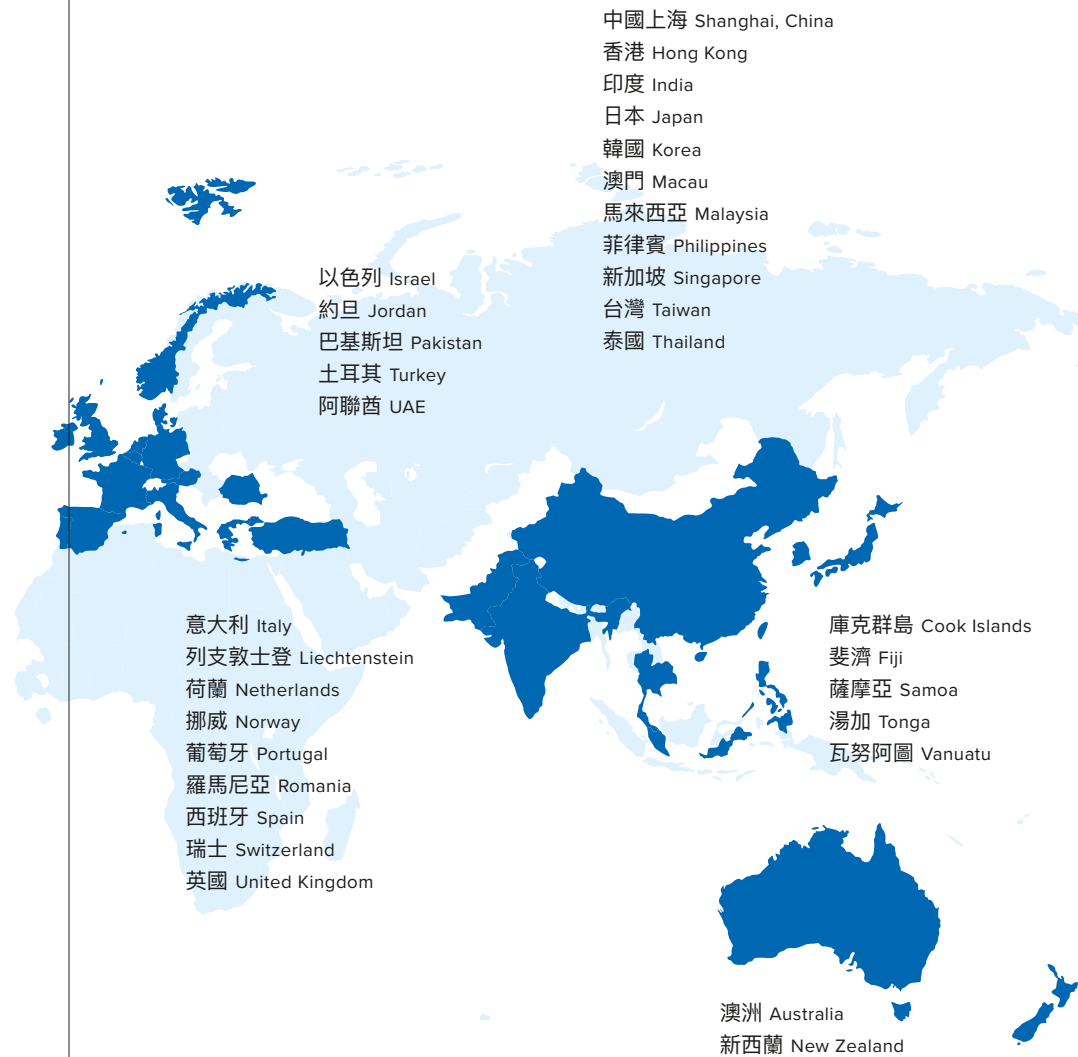 中國上海 Shanghai, China
香港 Hong Kong
印度 India
日本 Japan
韓國 Korea
澳門 Macau
馬來西亞 Malaysia
菲律賓 Philippines
新加坡 Singapore
台灣 Taiwan
泰國 Thailand
以色列 Israel
約旦 Jordan
巴基斯坦 Pakistan
土耳其 Turkey
阿聯酋 UAE
意大利 Italy
列支敦士登 Liechtenstein
荷蘭 Netherlands
挪威 Norway
葡萄牙 Portugal
羅馬尼亞 Romania
西班牙 Spain
瑞士 Switzerland
英國 United Kingdom
庫克群島 Cook Islands
斐濟 Fiji
薩摩亞 Samoa
湯加 Tonga
瓦努阿圖 Vanuatu
澳洲 Australia
新西蘭 New Zealand